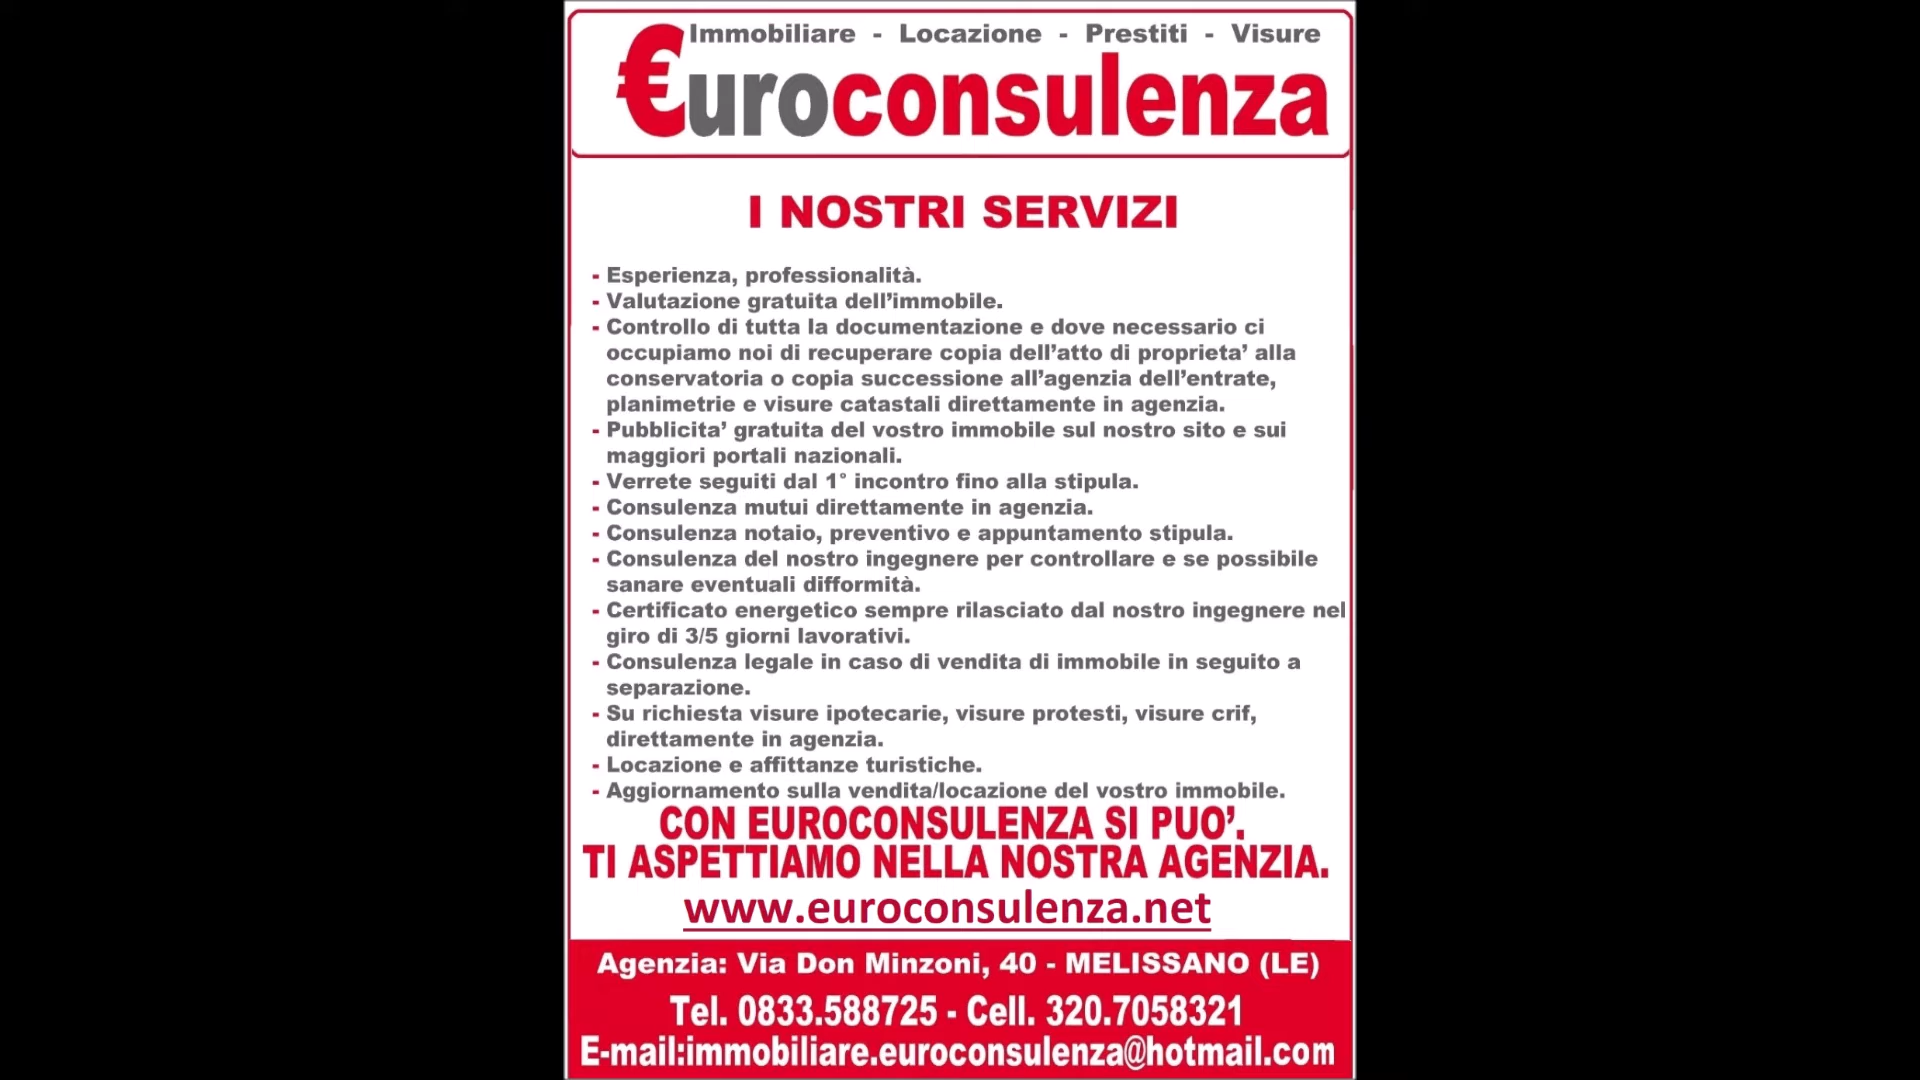 Immobiliare - Locazione - Prestiti - Visure
€uroconsulenza
I NOSTRI SERVIZI
- Esperienza, professionalità.
- Valutazione gratuita dell’immobile.
- Controllo di tutta la documentazione e dove necessario ci
occupiamo noi di recuperare copia dell’atto di proprieta’ alla
conservatoria o copia successione all’agenzia dell’entrate,
planimetrie e visure catastali direttamente in agenzia.
- Pubblicita’ gratuita del vostro immobile sul nostro sito e sui
maggiori portali nazionali.
- Verrete seguiti dal 1° incontro fino alla stipula.
- Consulenza mutui direttamente in agenzia.
- Consulenza notaio, preventivo e appuntamento stipula.
- Consulenza del nostro ingegnere per controllare e se possibile
sanare eventuali difformità.
- Certificato energetico sempre rilasciato dal nostro ingegnere nel
giro di 3/5 giorni lavorativi.
- Consulenza legale in caso di vendita di immobile in seguito a
separazione.
- Su richiesta visure ipotecarie, visure protesti, visure crif,
direttamente in agenzia.
- Locazione e affittanze turistiche.
- Aggiornamento sulla vendita/locazione del vostro immobile.
CON EUROCONSULENZA SI PUO’.
TI ASPETTIAMO NELLA NOSTRA AGENZIA.
www.euroconsulenza.net
Agenzia: Via Don Minzoni, 40 - MELISSANO (LE)
Tel. 0833.588725 - Cell. 320.7058321
E-mail:immobiliare.euroconsulenza@hotmail.com